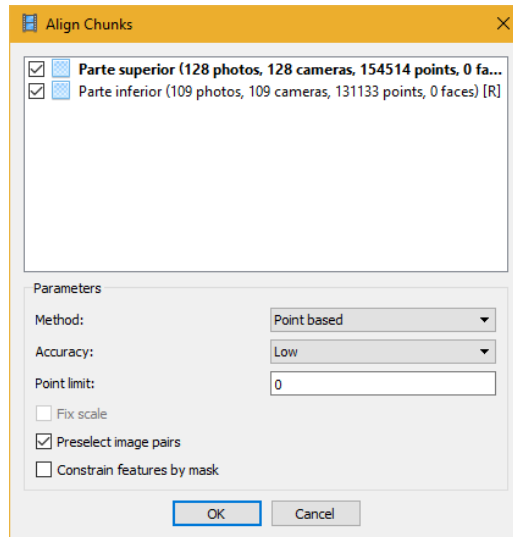 Align Chunks
Parte superior (128 photos, 128 cameras, 154514 points, 0 fa...
Parte inferior (109 photos, 109 cameras, 131133 points, 0 faces) [R]
Parameters
Method: Point based
Accuracy: Low
Point limit: 0
Fix scale
Preselect image pairs
Constrain features by mask
OK Cancel